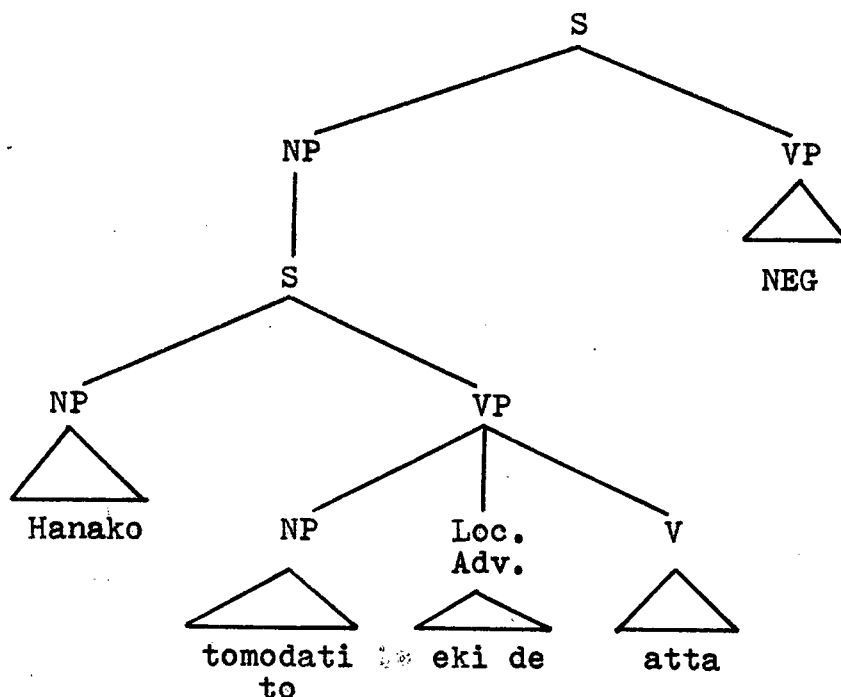 S
NP VP
S NEG
NP VP
Hanako NP Loc. V
Adv.
tomodati eki de atta
to